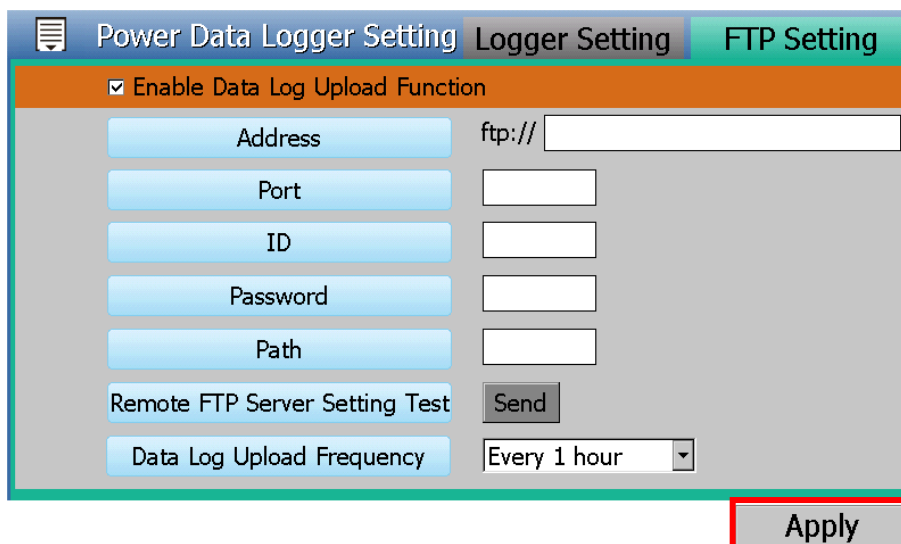 Power Data Logger Setting Logger Setting FTP Setting
Enable Data Log Upload Function
Address ftp://
Port
ID
Password
Path
Remote FTP Server Setting Test Send
Data Log Upload Frequency Every 1 hour
Apply